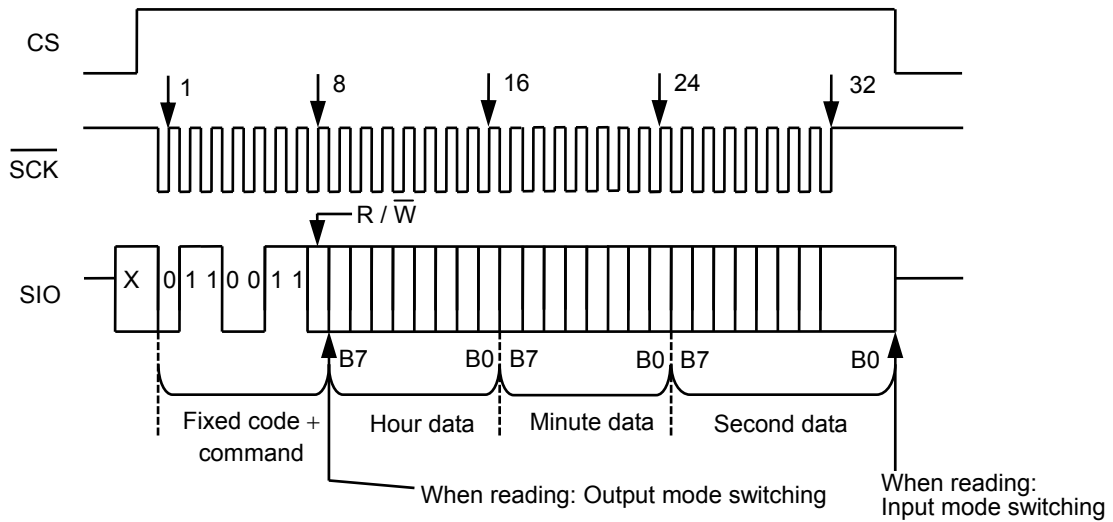 CS
1 8 16 24 32
SCK
R / W
SIO
X 0 1 1 0 0 1 1
B7 B0 B7 B0 B7 B0
Fixed code + command
Hour data
Minute data
Second data
When reading: Output mode switching
When reading:
Input mode switching